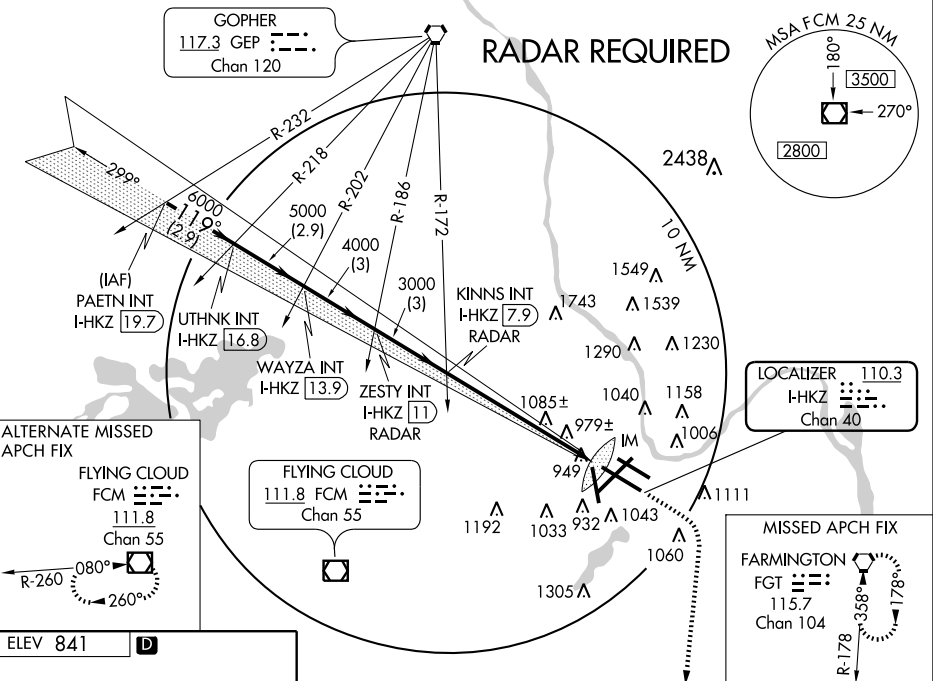 GOPHER
117.3 GEP
Chan 120
RADAR REQUIRED
MSA FCM 25 NM
180°
3500
270°
2800
R-232
R-218
R-202
R-186
R-172
299°
6000
119°
(2.9)
5000
(2.9)
4000
(3)
3000
(3)
10 NM
2438
1549
1743
1539
1290
1230
1040
1158
1006
1085±
979±
949
IM
1192
1033
932
1043
1111
1060
1305
(IAF)
PAETN INT
I-HKZ 19.7
UTHNK INT
I-HKZ 16.8
WAYZA INT
I-HKZ 13.9
ZESTY INT
I-HKZ 11
RADAR
KINNS INT
I-HKZ 7.9
RADAR
LOCALIZER 110.3
I-HKZ
Chan 40
ALTERNATE MISSED
APCH FIX
FLYING CLOUD
FCM
111.8
Chan 55
R-260
080°
260°
FLYING CLOUD
111.8 FCM
Chan 55
MISSED APCH FIX
FARMINGTON
FGT
115.7
Chan 104
358°
178°
R-178
ELEV 841 D